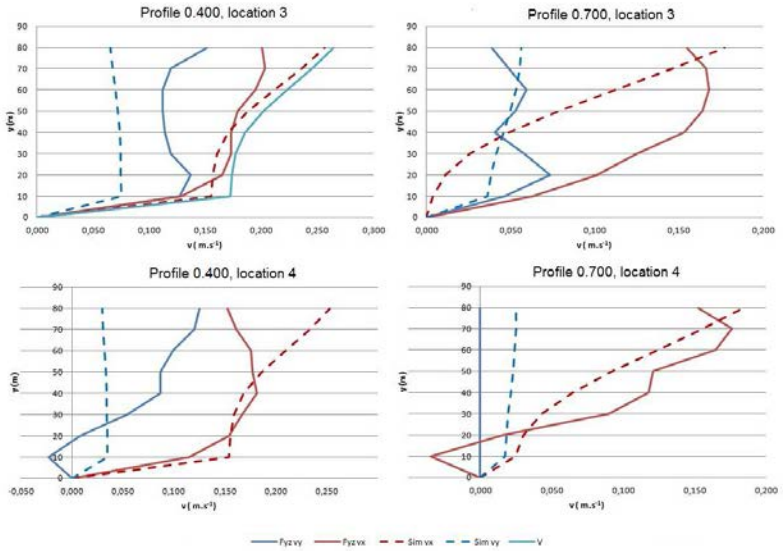 Profile 0.400, location 3
80
70
60
50
40
30
20
10
0
y (m)
0,000 0,050 0,100 0,150 0,200 0,250 0,300
v ( m.s⁻¹)
Profile 0.700, location 3
80
70
60
50
40
30
20
10
0
y (m)
0,000 0,050 0,100 0,150 0,200
v ( m.s⁻¹)
Profile 0.400, location 4
80
70
60
50
40
30
20
10
0
y (m)
-0,050 0,000 0,050 0,100 0,150 0,200 0,250
v ( m.s⁻¹)
Profile 0.700, location 4
80
70
60
50
40
30
20
10
0
y (m)
0,000 0,050 0,100 0,150 0,200
v ( m.s⁻¹)
Fyz vy Fyz vx Sim vx Sim vy V